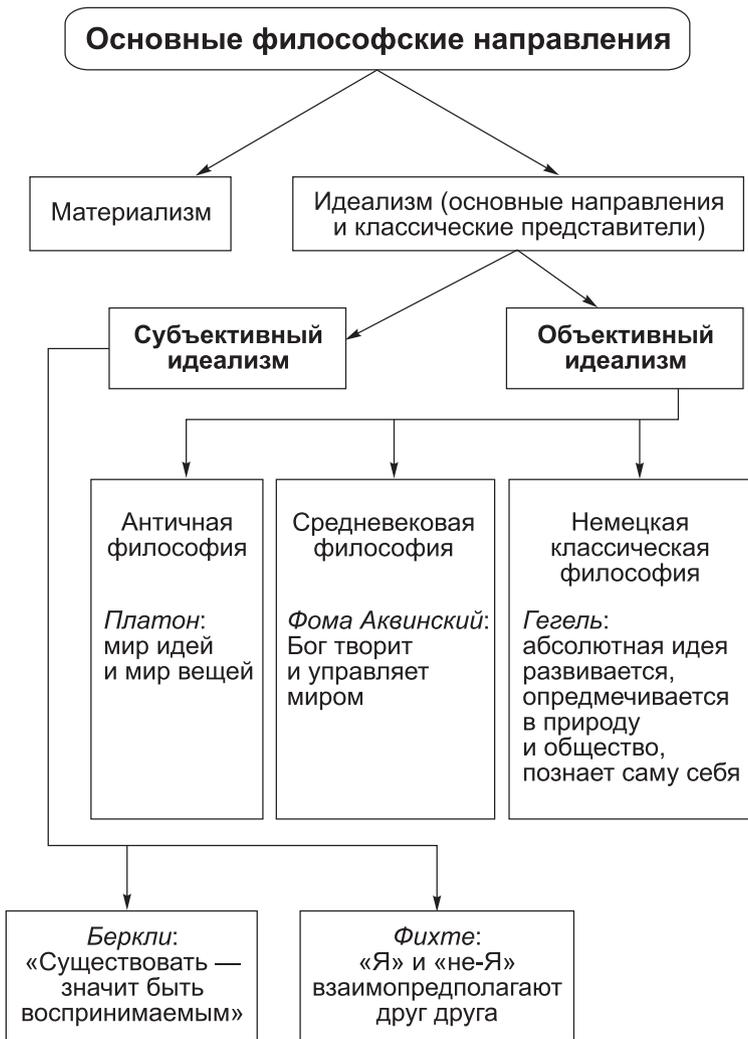 Основные философские направления
Материализм
Идеализм (основные направления
и классические представители)
Субъективный
идеализм
Объективный
идеализм
Античная
философия
Платон:
мир идей
и мир вещей
Средневековая
философия
Фома Аквинский:
Бог творит
и управляет
миром
Немецкая
классическая
философия
Гегель:
абсолютная идея
развивается,
опредмечивается
в природу
и общество,
познает саму себя
Беркли:
«Существовать —
значит быть
воспринимаемым»
Фихте:
«Я» и «не-Я»
взаимопредполагают
друг друга